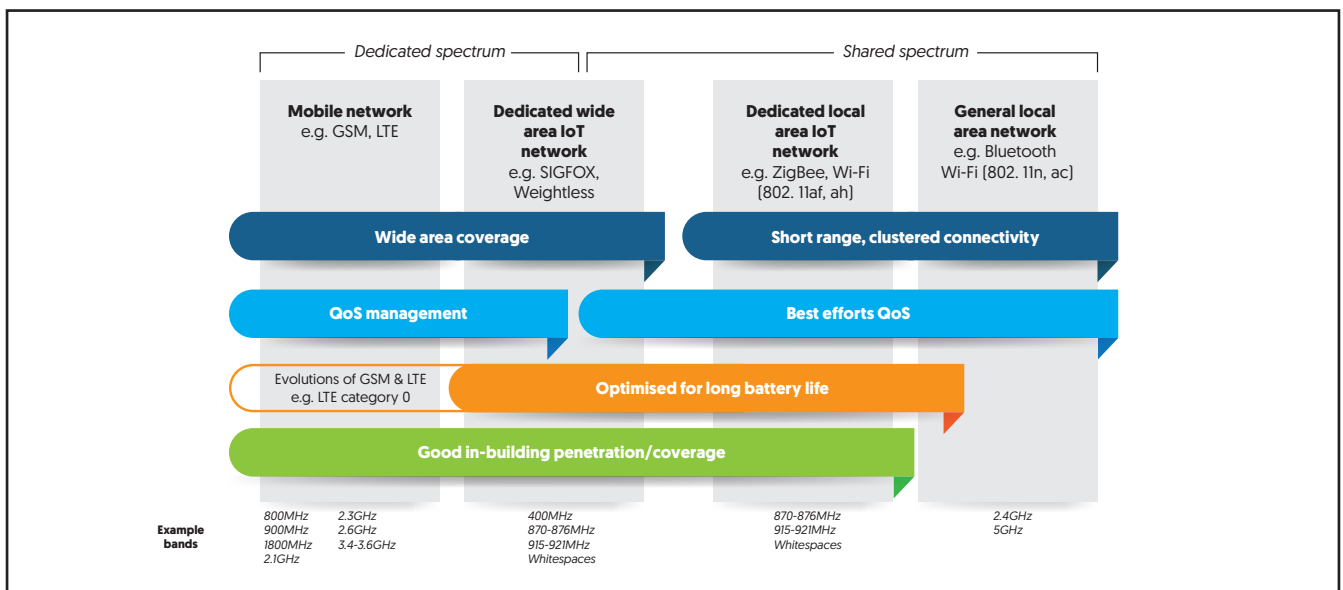 Dedicated spectrum
Shared spectrum
Mobile network
e.g. GSM, LTE
Dedicated wide
area IoT
network
e.g. SIGFOX,
Weightless
Dedicated local
area IoT
network
e.g. ZigBee, Wi-Fi
(802. 11af, ah)
General local
area network
e.g. Bluetooth
Wi-Fi (802. 11n, ac)
Wide area coverage
Short range, clustered connectivity
QoS management
Best efforts QoS
Evolutions of GSM & LTE
e.g. LTE category 0
Optimised for long battery life
Good in-building penetration/coverage
Example
bands
800MHz
900MHz
1800MHz
2.1GHz
2.3GHz
2.6GHz
3.4-3.6GHz
400MHz
870-876MHz
915-921MHz
Whitespaces
870-876MHz
915-921MHz
Whitespaces
2.4GHz
5GHz